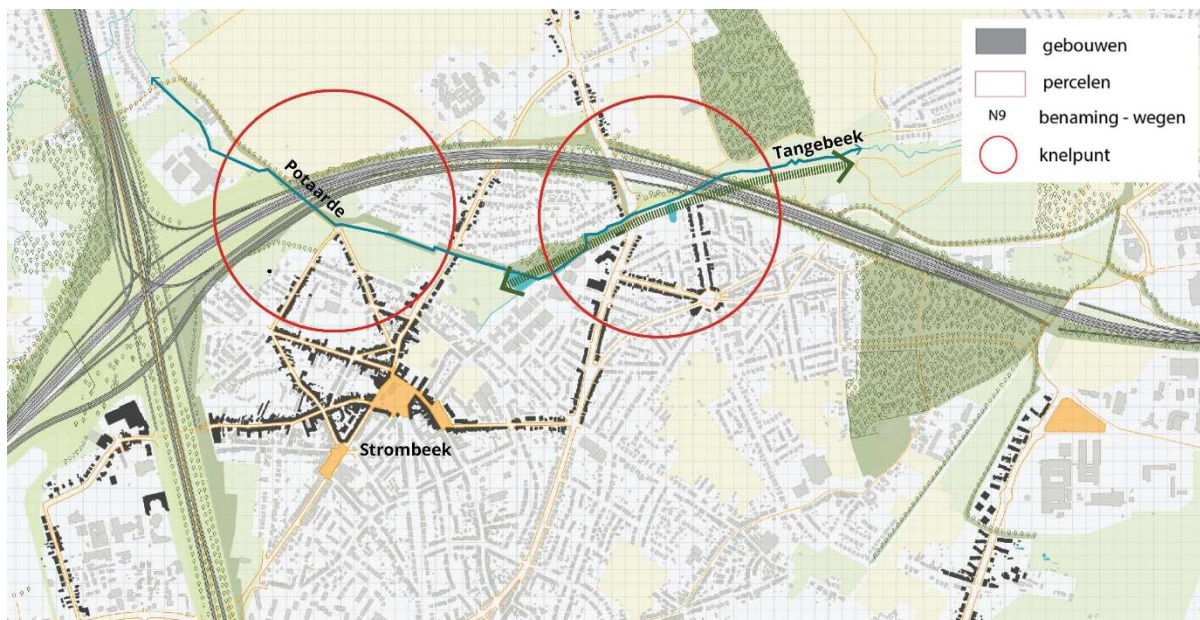 gebouwen
percelen
N9 benaming - wegen
knelpunt
Tangebeek
Potaarde
Strombeek